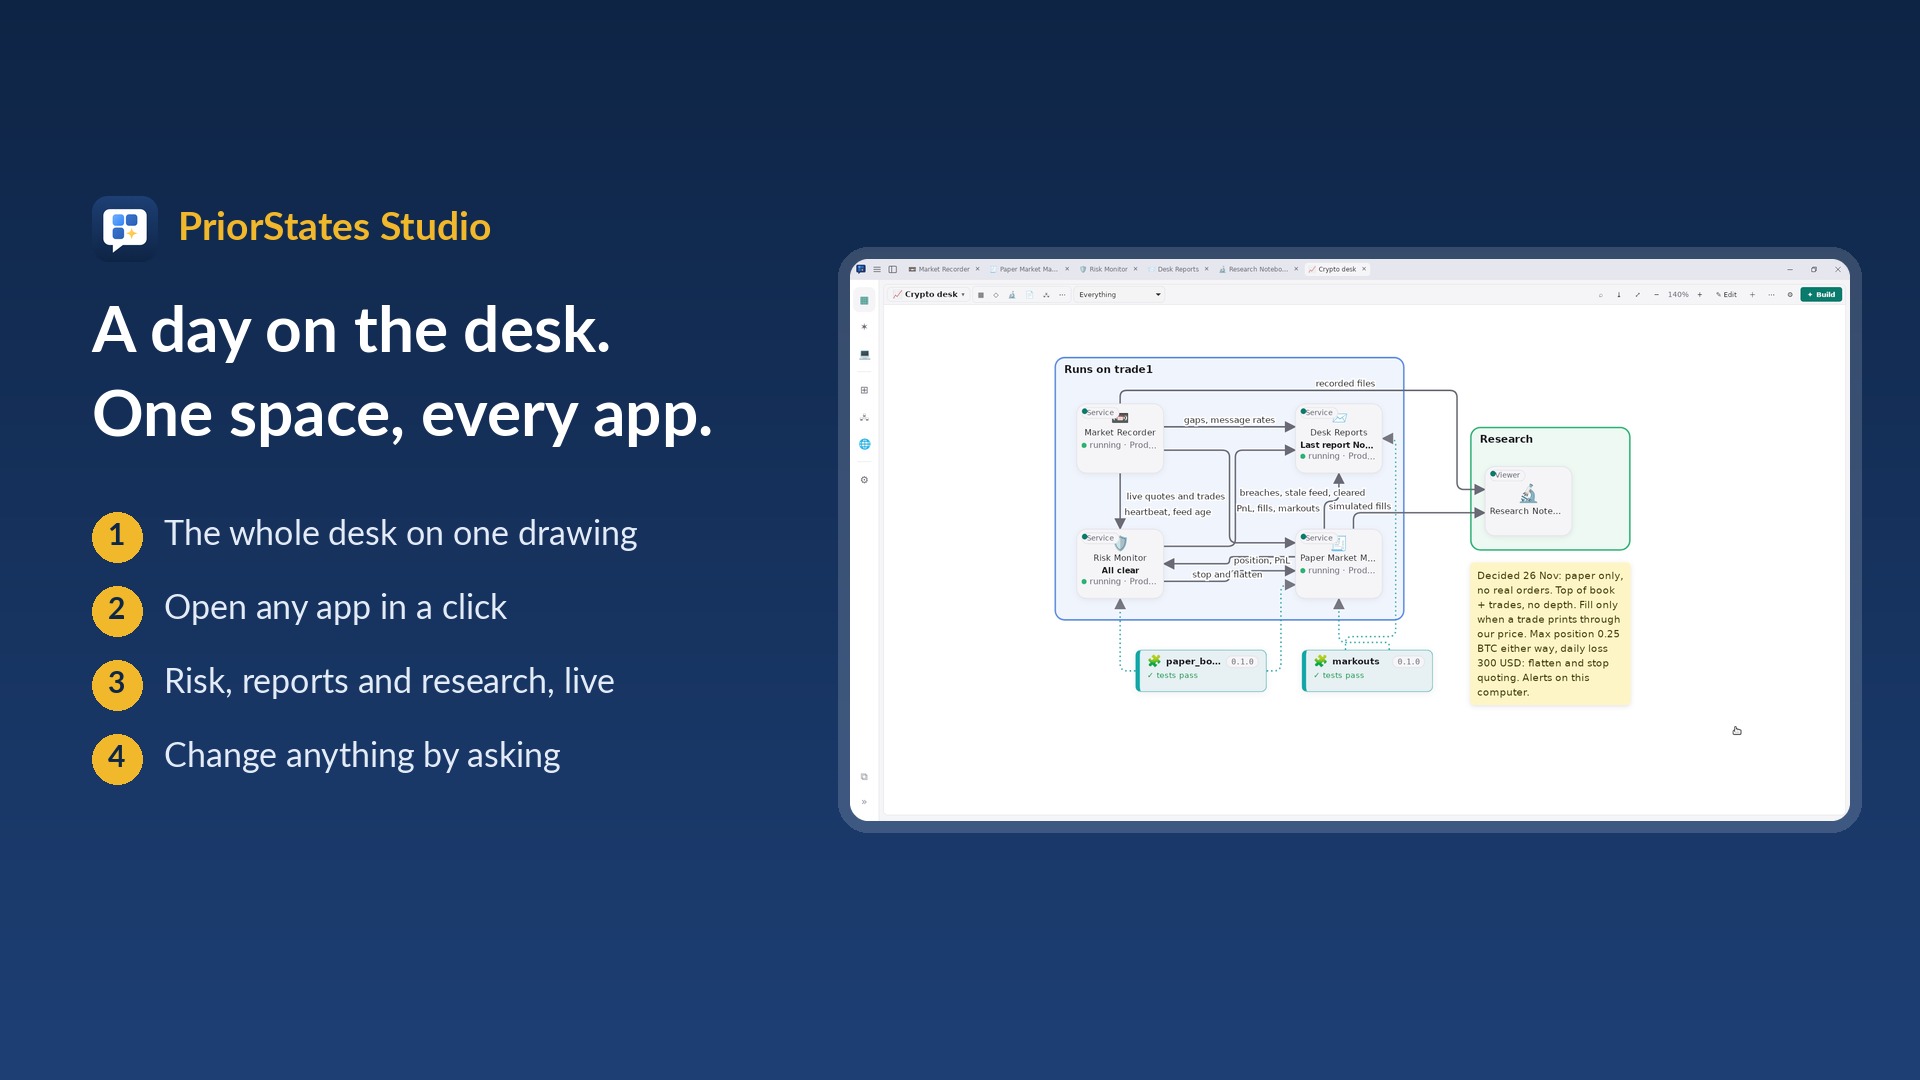 PriorStates Studio
A day on the desk.
One space, every app.
1 The whole desk on one drawing
2 Open any app in a click
3 Risk, reports and research, live
4 Change anything by asking
Market Recorder × Paper Market Ma... × Risk Monitor × Desk Reports × Research Notebo... × Crypto desk ×
Crypto desk Everything 140% Edit Build
Runs on trade1
recorded files
Service
Market Recorder
running · Prod...
gaps, message rates
Service
Desk Reports
Last report No...
running · Prod...
Research
Viewer
Research Note...
live quotes and trades
heartbeat, feed age
breaches, stale feed, cleared
PnL, fills, markouts
simulated fills
Service
Risk Monitor
All clear
running · Prod...
position, PnL
stop and flatten
Service
Paper Market M...
running · Prod...
paper_bo... 0.1.0
✓ tests pass
markouts 0.1.0
✓ tests pass
Decided 26 Nov: paper only,
no real orders. Top of book
+ trades, no depth. Fill only
when a trade prints through
our price. Max position 0.25
BTC either way, daily loss
300 USD: flatten and stop
quoting. Alerts on this
computer.